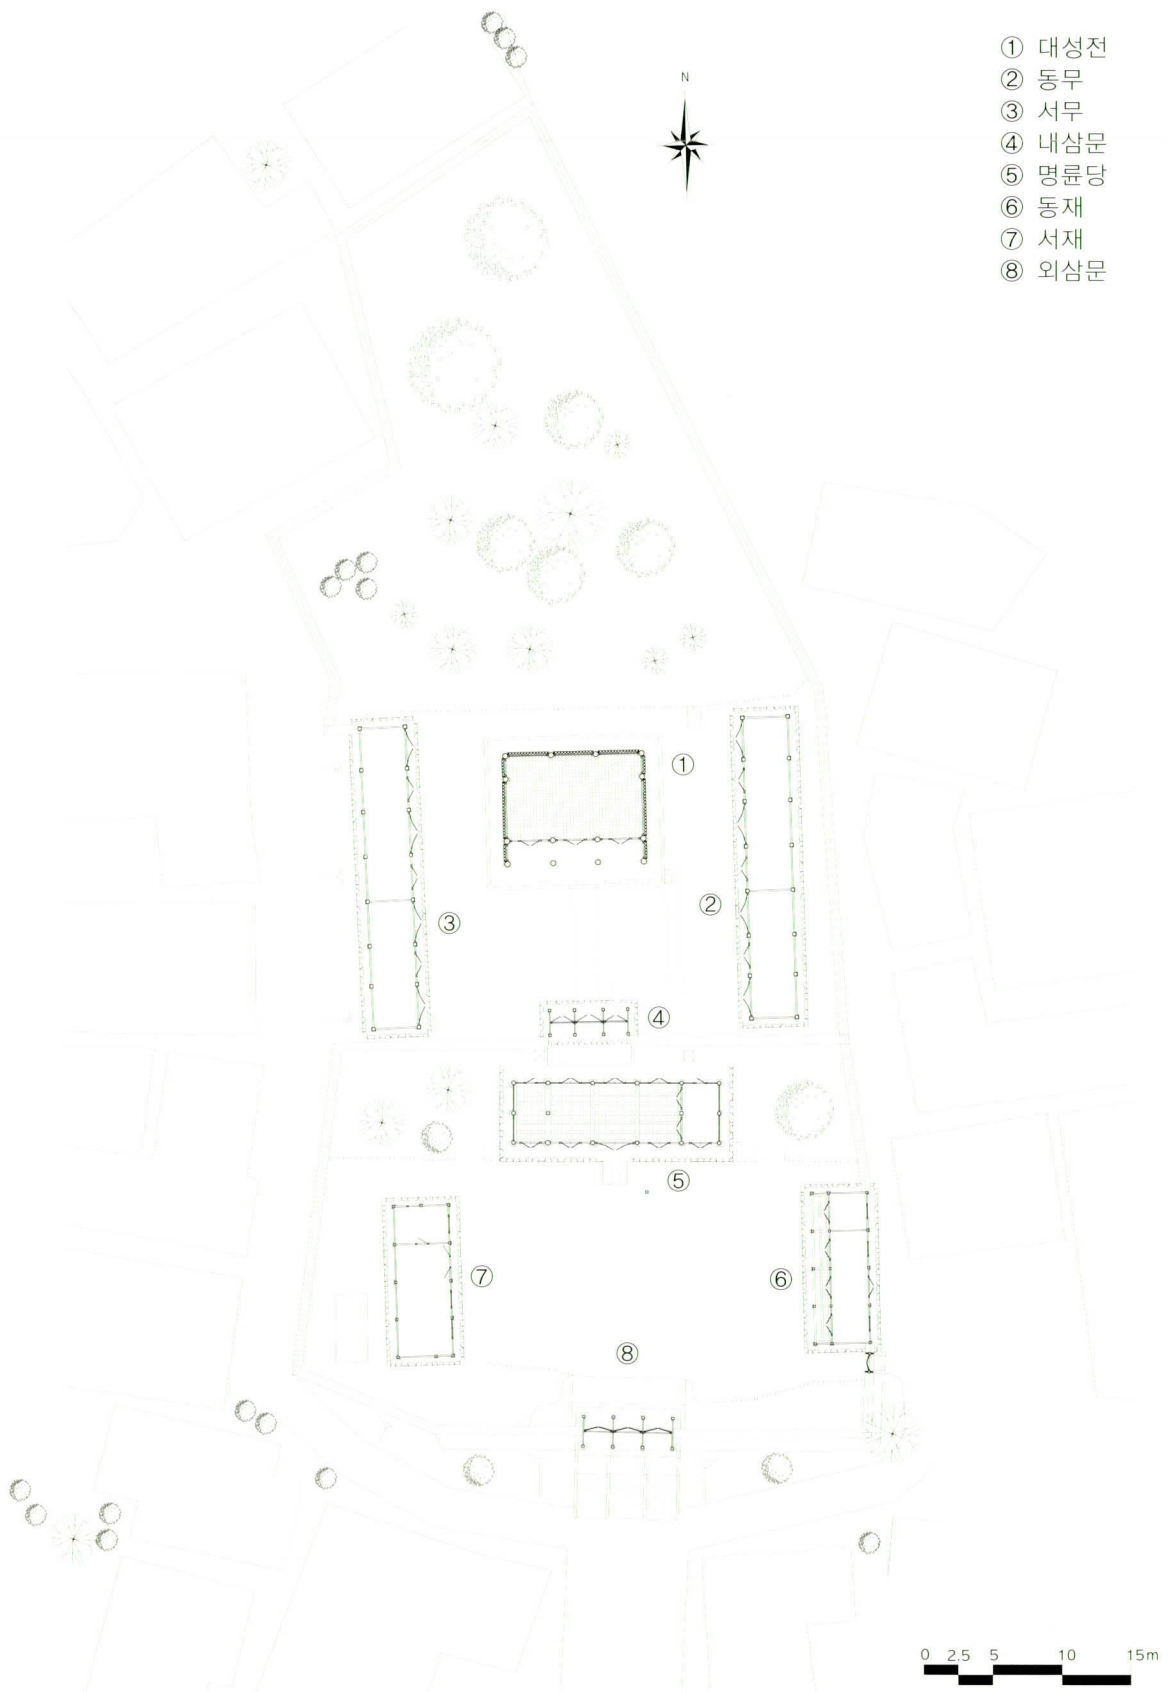 ① 대성전
② 동무
③ 서무
④ 내삼문
⑤ 명륜당
⑥ 동재
⑦ 서재
⑧ 외삼문
N
①
②
③
④
⑤
⑦
⑥
⑧
0 2.5 5 10 15m